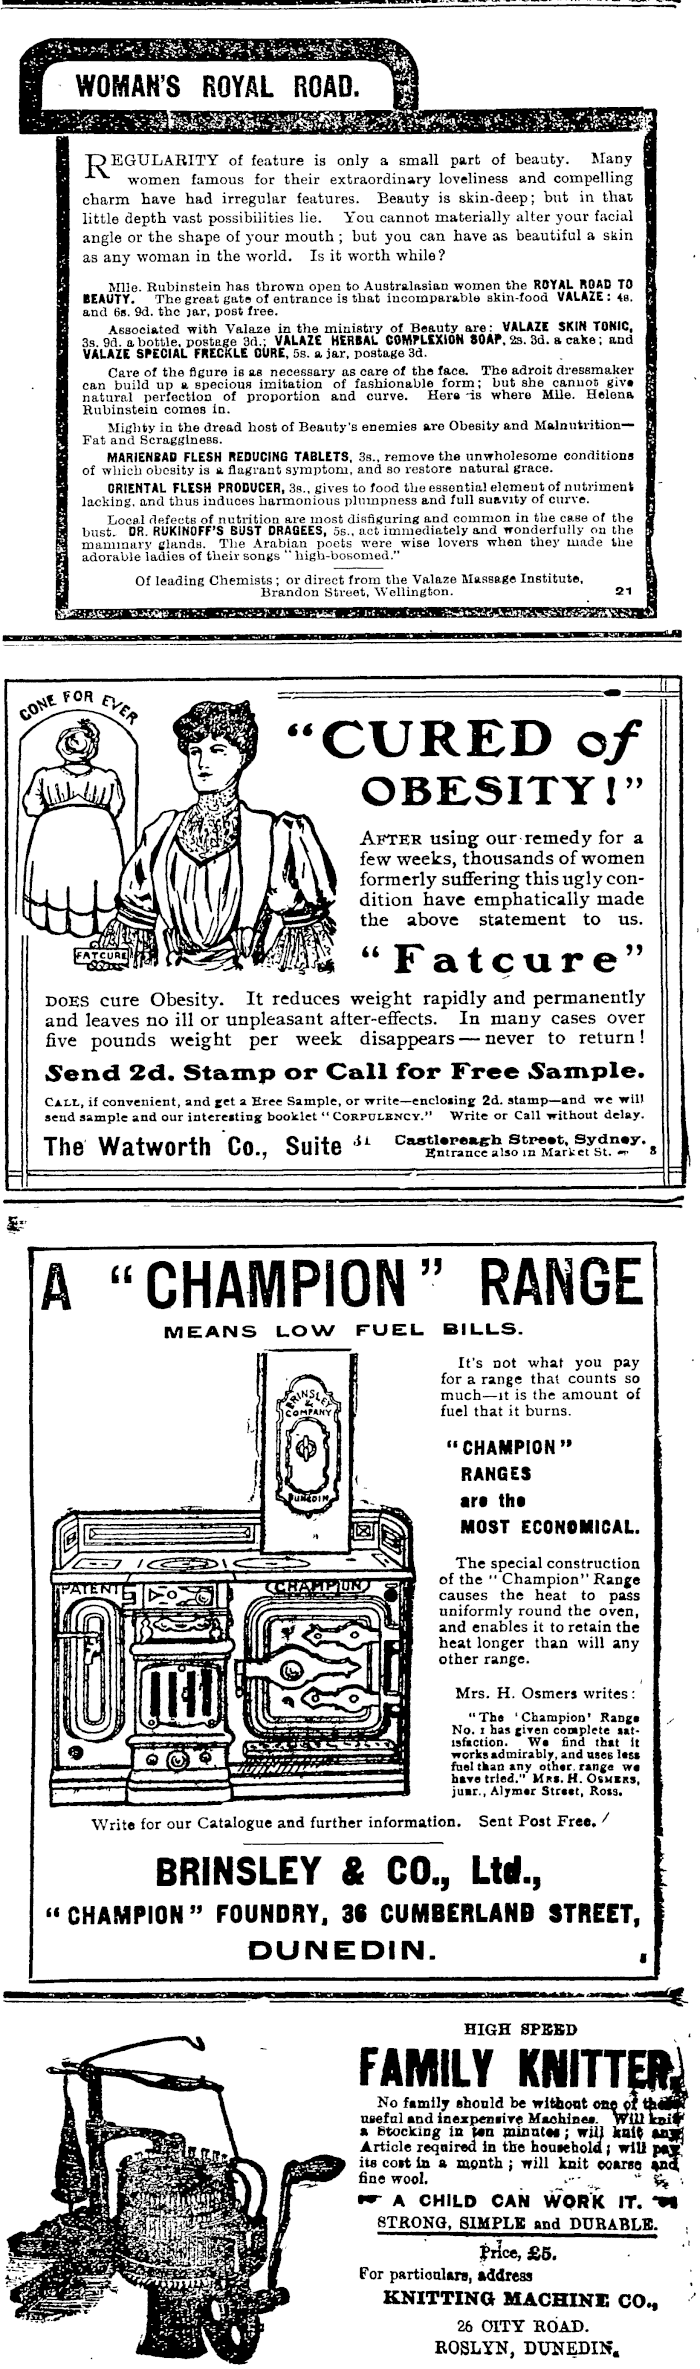 WOMAN'S ROYAL ROAD.
REGULARITY of feature is only a small part of beauty. Many
women famous for their extraordinary loveliness and compelling
charm have had irregular features. Beauty is skin-deep; but in that
little depth vast possibilities lie. You cannot materially alter your facial
angle or the shape of your mouth; but you can have as beautiful a skin
as any woman in the world. Is it worth while?
Mlle. Rubinstein has thrown open to Australasian women the ROYAL ROAD TO
BEAUTY. The great gate of entrance is that incomparable skin-food VALAZE: 4s.
and 6s. 9d. the jar, post free.
Associated with Valaze in the ministry of Beauty are: VALAZE SKIN TONIC,
3s. 9d. a bottle, postage 3d.; VALAZE HERBAL COMPLEXION SOAP, 2s. 3d. a cake; and
VALAZE SPECIAL FRECKLE CURE, 5s. a jar, postage 3d.
Care of the figure is as necessary as care of the face. The adroit dressmaker
can build up a specious imitation of fashionable form; but she cannot give
natural perfection of proportion and curve. Here is where Mlle. Helena
Rubinstein comes in.
Mighty in the dread host of Beauty's enemies are Obesity and Malnutrition—
Fat and Scragginess.
MARIENBAD FLESH REDUCING TABLETS, 3s., remove the unwholesome conditions
of which obesity is a flagrant symptom, and so restore natural grace.
ORIENTAL FLESH PRODUCER, 3s., gives to food the essential element of nutriment
lacking, and thus induces harmonious plumpness and full suavity of curve.
Local defects of nutrition are most disfiguring and common in the case of the
bust. DR. RUKINOFF'S BUST DRAGEES, 5s., act immediately and wonderfully on the
mammary glands. The Arabian poets were wise lovers when they made the
adorable ladies of their songs "high-bosomed."
Of leading Chemists; or direct from the Valaze Massage Institute,
Brandon Street, Wellington. 21
GONE FOR EVER
FATCURE
"CURED of
OBESITY!"
AFTER using our remedy for a
few weeks, thousands of women
formerly suffering this ugly con-
dition have emphatically made
the above statement to us.
"Fatcure"
DOES cure Obesity. It reduces weight rapidly and permanently
and leaves no ill or unpleasant after-effects. In many cases over
five pounds weight per week disappears—never to return!
Send 2d. Stamp or Call for Free Sample.
CALL, if convenient, and get a Free Sample, or write—enclosing 2d. stamp—and we will
send sample and our interesting booklet "CORPULENCY." Write or Call without delay.
The Watworth Co., Suite 31 Castlereagh Street, Sydney.
Entrance also in Market St. 8
A "CHAMPION" RANGE
MEANS LOW FUEL BILLS.
BRINSLEY
&
COMPANY
DUNEDIN
PATENT
CHAMPION
It's not what you pay
for a range that counts so
much—it is the amount of
fuel that it burns.
"CHAMPION"
RANGES
are the
MOST ECONOMICAL.
The special construction
of the "Champion" Range
causes the heat to pass
uniformly round the oven,
and enables it to retain the
heat longer than will any
other range.
Mrs. H. Osmers writes:
"The 'Champion' Range
No. 1 has given complete sat-
isfaction. We find that it
works admirably, and uses less
fuel than any other range we
have tried." MRS. H. OSMERS,
junr., Alymer Street, Ross.
Write for our Catalogue and further information. Sent Post Free.
BRINSLEY & CO., Ltd.,
"CHAMPION" FOUNDRY, 36 CUMBERLAND STREET,
DUNEDIN.
HIGH SPEED
FAMILY KNITTER.
No family should be without one of these
useful and inexpensive Machines. Will knit
a Stocking in ten minutes; will knit any
Article required in the household; will pay
its cost in a month; will knit coarse and
fine wool.
A CHILD CAN WORK IT.
STRONG, SIMPLE and DURABLE.
Price, £5.
For particulars, address
KNITTING MACHINE CO.,
26 CITY ROAD.
ROSLYN, DUNEDIN.